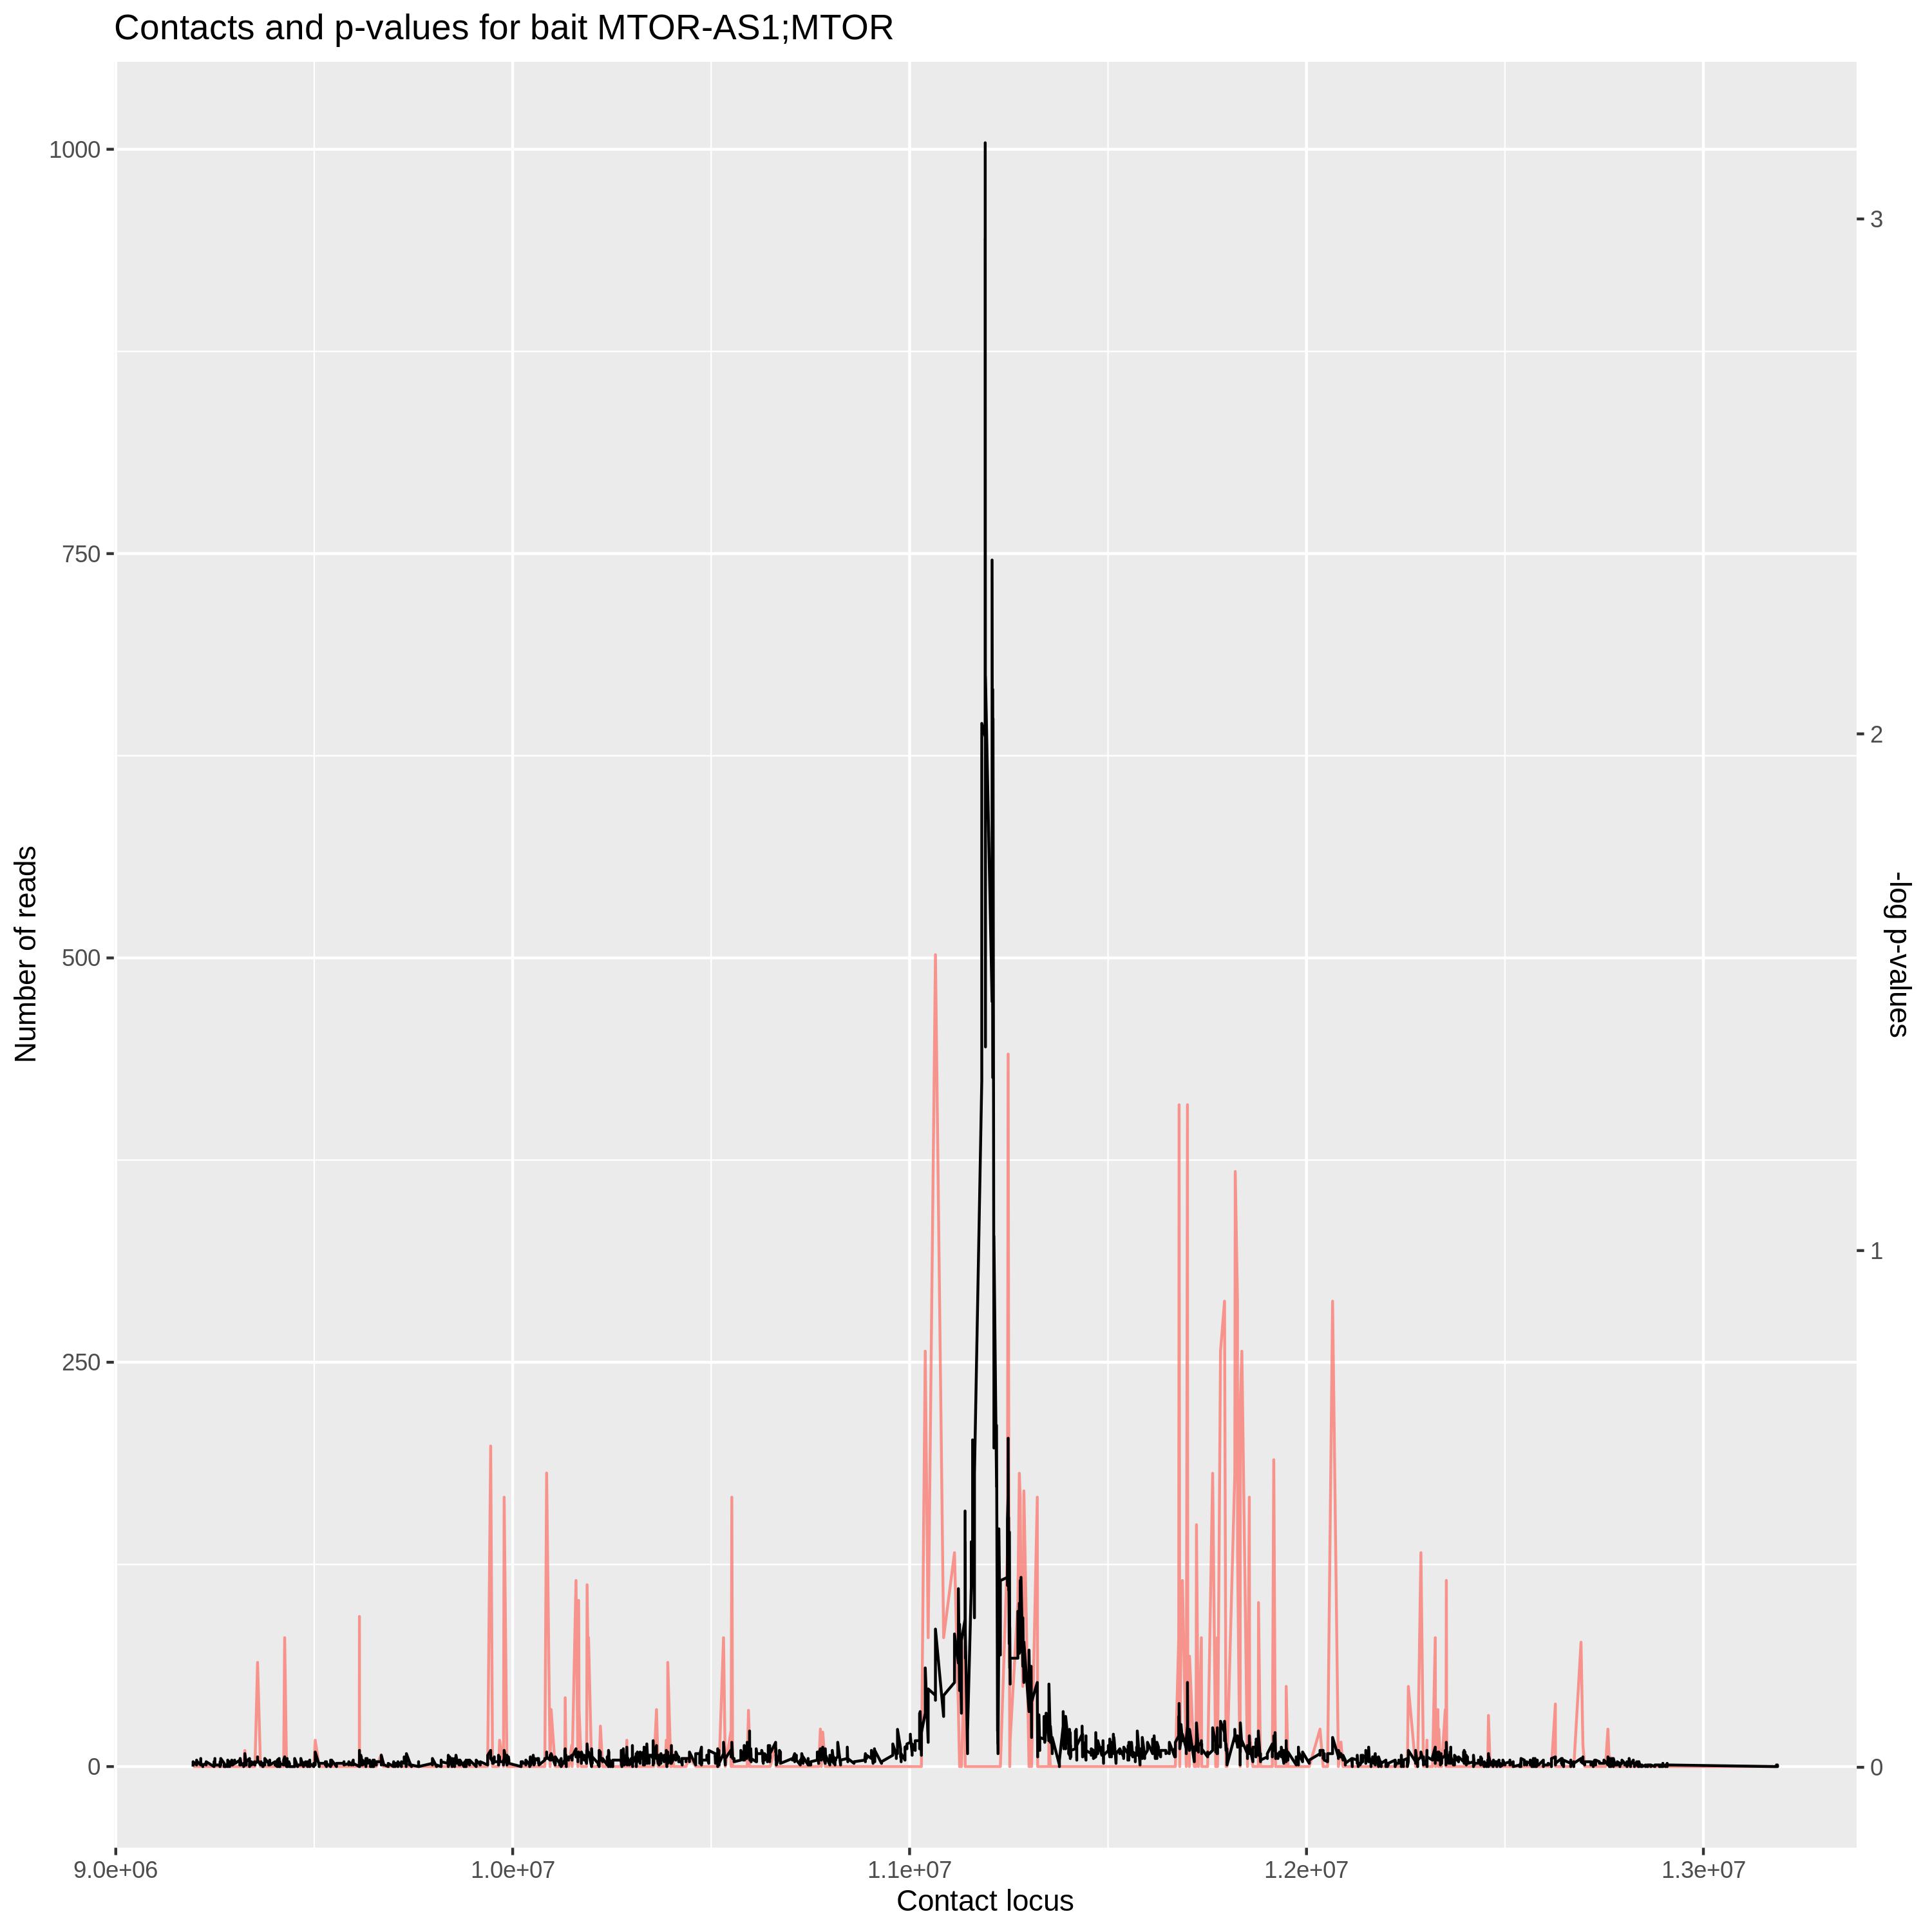 Contacts and p-values for bait MTOR-AS1;MTOR
1000
750
500
250
0
Number of reads
3
2
1
0
-log p-values
9.0e+06 1.0e+07 1.1e+07 1.2e+07 1.3e+07
Contact locus